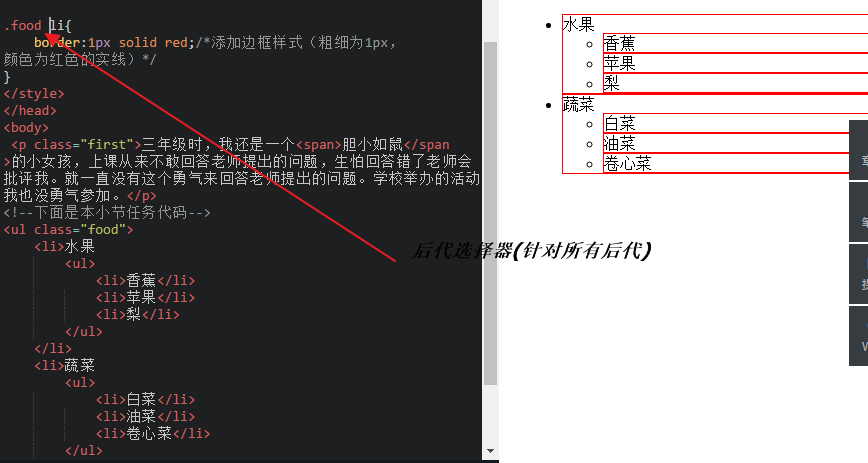 .food li{
border:1px solid red;/*添加边框样式（粗细为1px，
颜色为红色的实线）*/
}
</style>
</head>
<body>
<p class="first">三年级时，我还是一个<span>胆小如鼠</span
>的小女孩，上课从来不敢回答老师提出的问题，生怕回答错了老师会
批评我。就一直没有这个勇气来回答老师提出的问题。学校举办的活动
我也没勇气参加。</p>
<!--下面是本小节任务代码-->
<ul class="food">
<li>水果
<ul>
<li>香蕉</li>
<li>苹果</li>
<li>梨</li>
</ul>
</li>
<li>蔬菜
<ul>
<li>白菜</li>
<li>油菜</li>
<li>卷心菜</li>
</ul>
后代选择器(针对所有后代)
水果
香蕉
苹果
梨
蔬菜
白菜
油菜
卷心菜